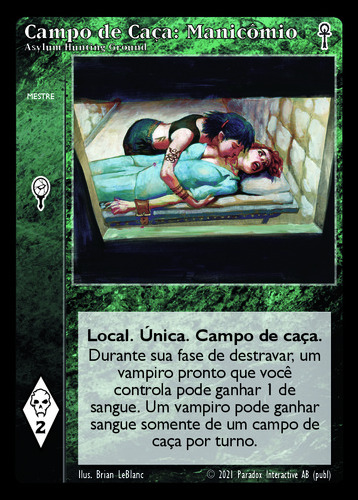 Campo de Caça: Manicômio
Asylum Hunting Ground
MESTRE
Local. Única. Campo de caça.
Durante sua fase de destravar, um
vampiro pronto que você
controla pode ganhar 1 de
sangue. Um vampiro pode ganhar
sangue somente de um campo de
caça por turno.
2
Ilus. Brian LeBlanc
© 2021 Paradox Interactive AB (publ)